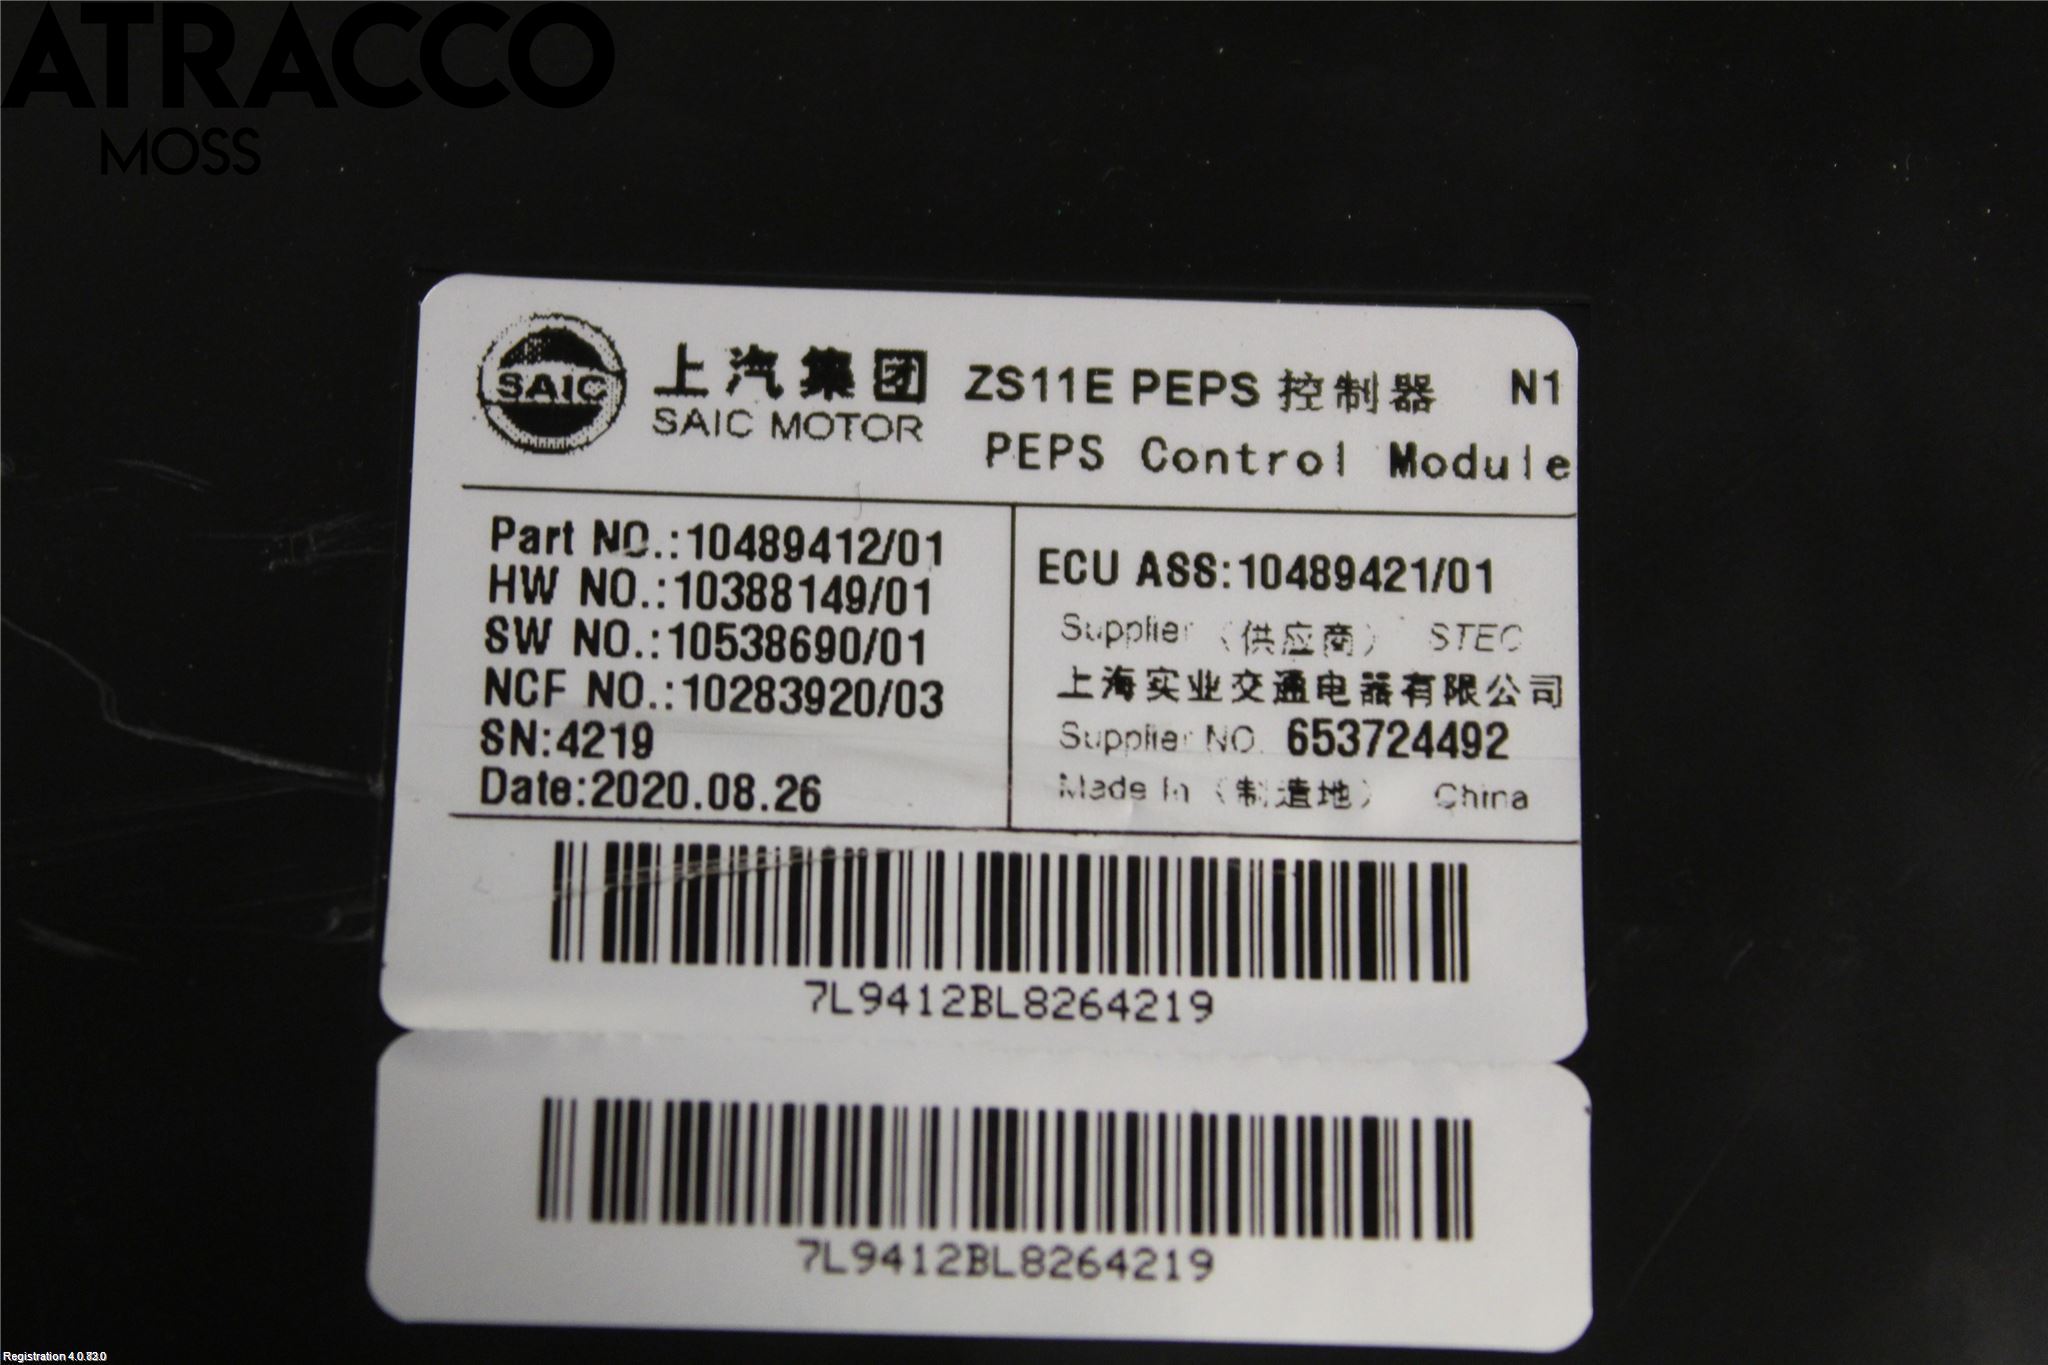 ATRACCO
MOSS
SAIC 上汽集团 ZS11E PEPS 控制器 N1
SAIC MOTOR PEPS Control Module
Part NO.:10489412/01
HW NO.:10388149/01
SW NO.:10538690/01
NCF NO.:10283920/03
SN:4219
Date:2020.08.26
ECU ASS:10489421/01
Supplier（供应商） STEC
上海实业交通电器有限公司
Supplier NO. 653724492
Made In（制造地） China
7L9412BL8264219
7L9412BL8264219